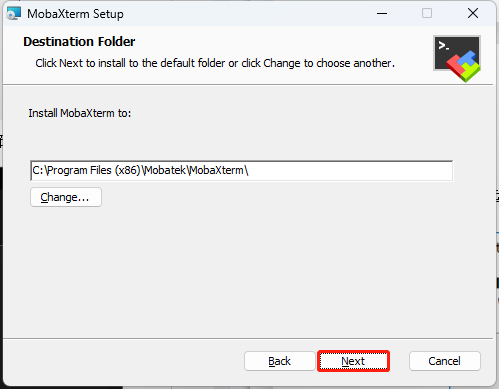 MobaXterm Setup
Destination Folder
Click Next to install to the default folder or click Change to choose another.
>.
Install MobaXterm to:
C:\Program Files (x86)\Mobatek\MobaXterm\
Change...
Back
Next
Cancel